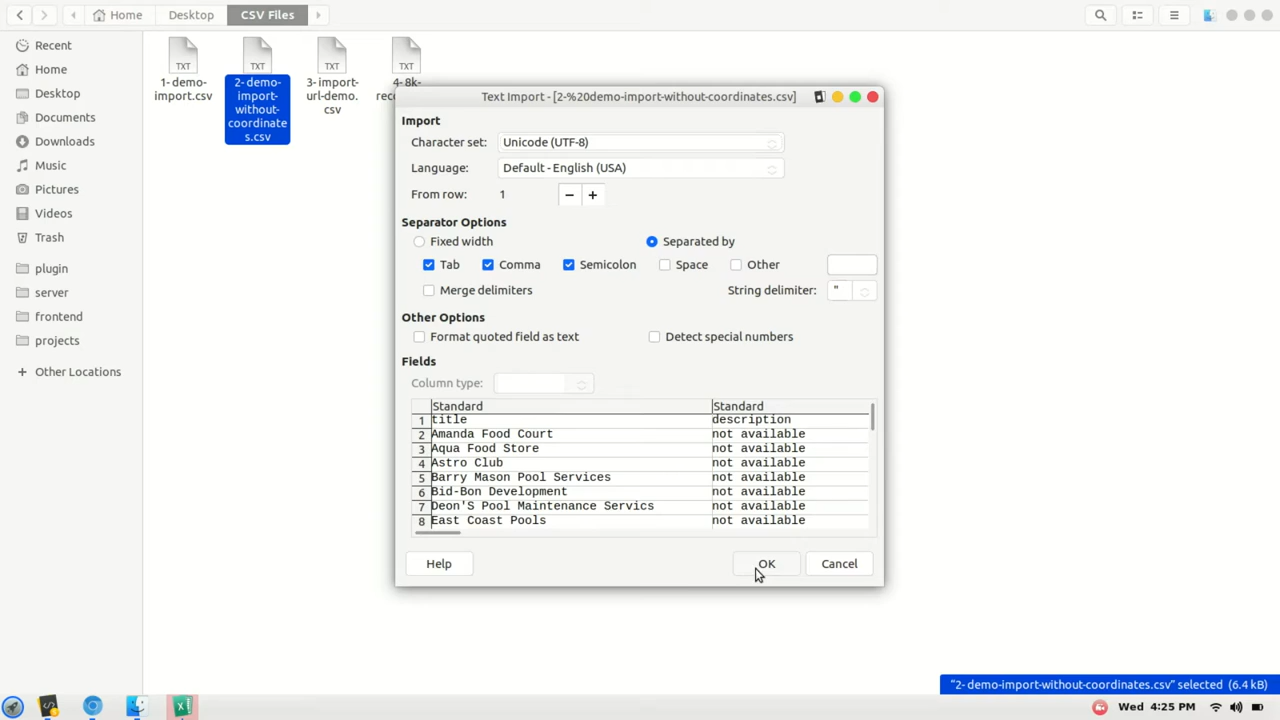 Home
Desktop
CSV Files
Recent
Home
Desktop
Documents
Downloads
Music
Pictures
Videos
Trash
plugin
server
frontend
projects
+ Other Locations
TXT
TXT
TXT
TXT
1- demo-
import.csv
2- demo-
import-
without-
coordinate
s.csv
3- import-
url-demo.
csv
4- 8k-
Text Import - [2-%20demo-import-without-coordinates.csv]
Import
Character set: Unicode (UTF-8)
Language: Default - English (USA)
From row: 1 − +
Separator Options
Fixed width Separated by
Tab Comma Semicolon Space Other
Merge delimiters String delimiter: "
Other Options
Format quoted field as text Detect special numbers
Fields
Column type:
Standard Standard
1 title description
2 Amanda Food Court not available
3 Aqua Food Store not available
4 Astro Club not available
5 Barry Mason Pool Services not available
6 Bid-Bon Development not available
7 Deon'S Pool Maintenance Servics not available
8 East Coast Pools not available
Help OK Cancel
"2- demo-import-without-coordinates.csv" selected (6.4 kB)
Wed 4:25 PM